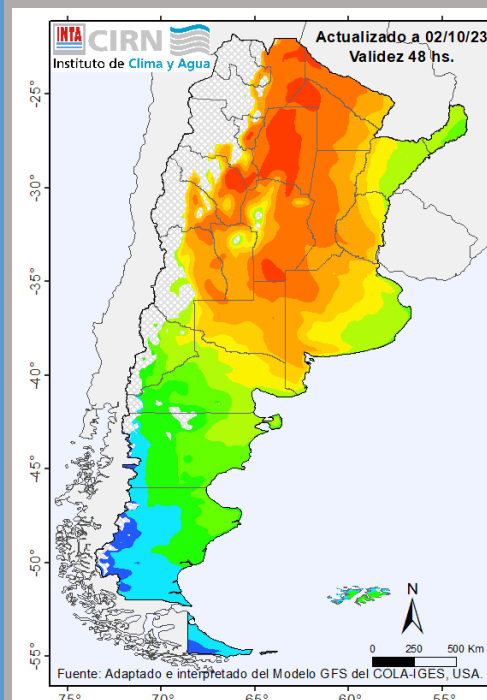 INTA CIRN
Instituto de Clima y Agua
Actualizado a 02/10/23
Validez 48 hs.
-25°
-30°
-35°
-40°
-45°
-50°
-55°
N
0 250 500 Km
Fuente: Adaptado e interpretado del Modelo GFS del COLA-IGES, USA.
-75° -70° -65° -60° -55°